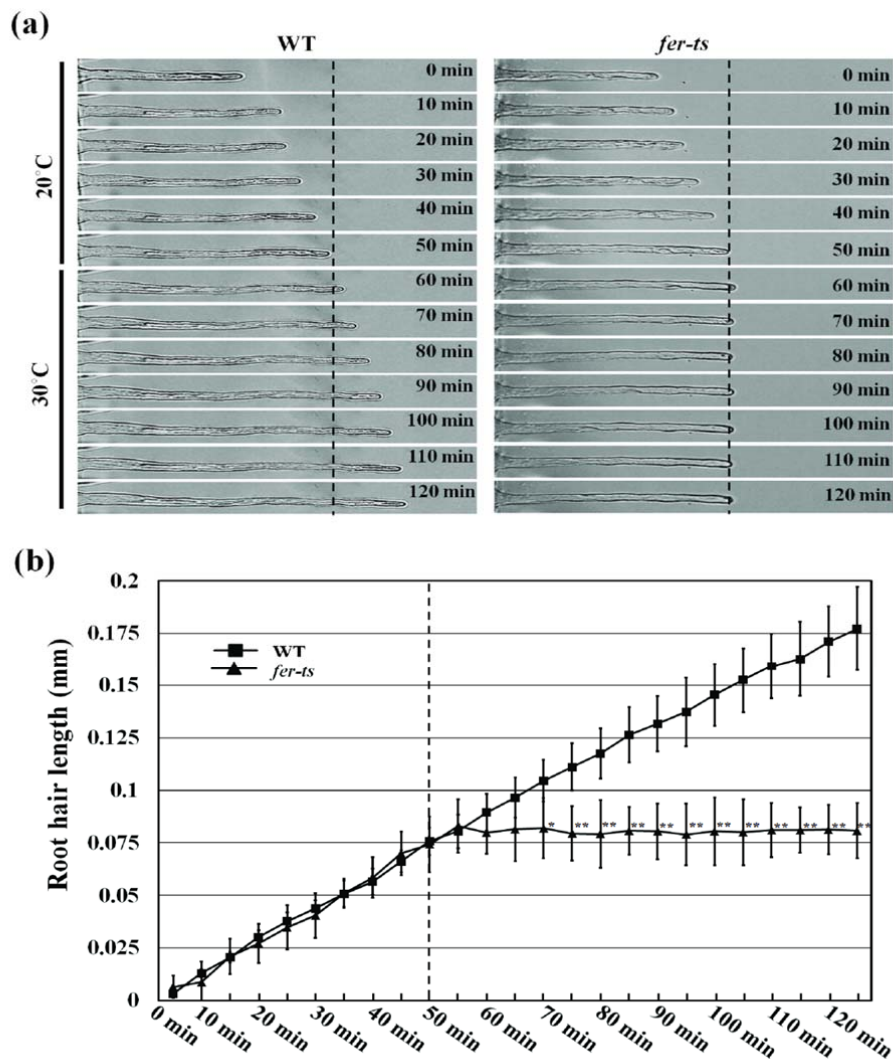 (a)
WT
fer-ts
20°C
30°C
0 min
10 min
20 min
30 min
40 min
50 min
60 min
70 min
80 min
90 min
100 min
110 min
120 min
0 min
10 min
20 min
30 min
40 min
50 min
60 min
70 min
80 min
90 min
100 min
110 min
120 min
(b)
Root hair length (mm)
0.2
0.175
0.15
0.125
0.1
0.075
0.05
0.025
0
WT
fer-ts
* ** ** ** ** ** ** ** ** ** ** **
0 min
10 min
20 min
30 min
40 min
50 min
60 min
70 min
80 min
90 min
100 min
110 min
120 min